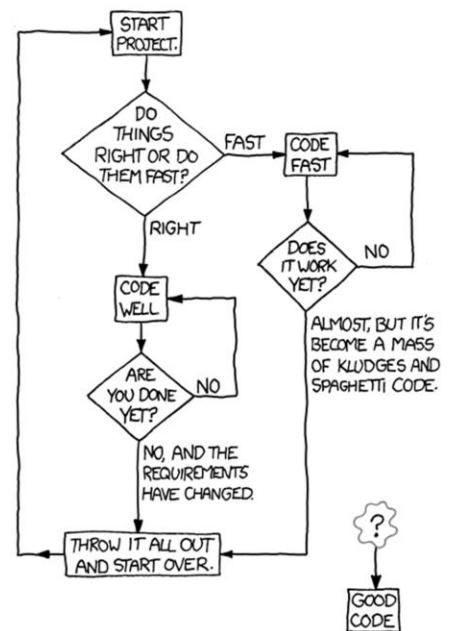 START
PROJECT.
DO
THINGS
RIGHT OR DO
THEM FAST?
FAST
CODE
FAST
RIGHT
DOES
IT WORK
YET?
NO
CODE
WELL
ALMOST, BUT IT'S
BECOME A MASS
OF KLUDGES AND
SPAGHETTI CODE.
ARE
YOU DONE
YET?
NO
NO, AND THE
REQUIREMENTS
HAVE CHANGED.
THROW IT ALL OUT
AND START OVER.
?
GOOD
CODE